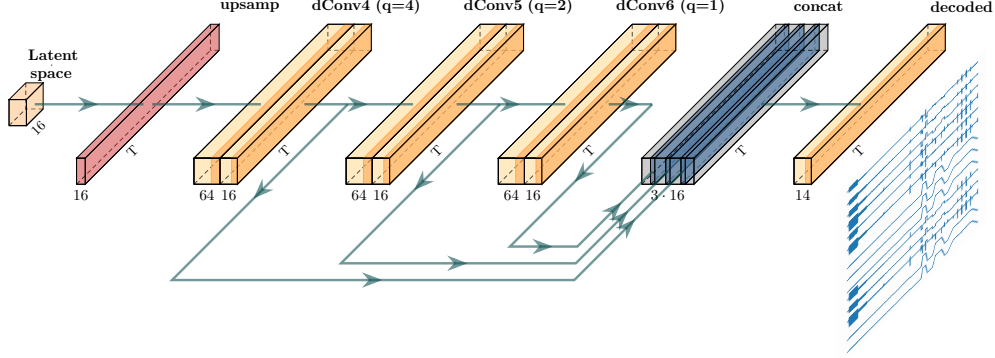 upsamp dConv4 (q=4) dConv5 (q=2) dConv6 (q=1) concat decoded
Latent
space
16
T T T T T
16 64 16 64 16 64 16 3 · 16 14